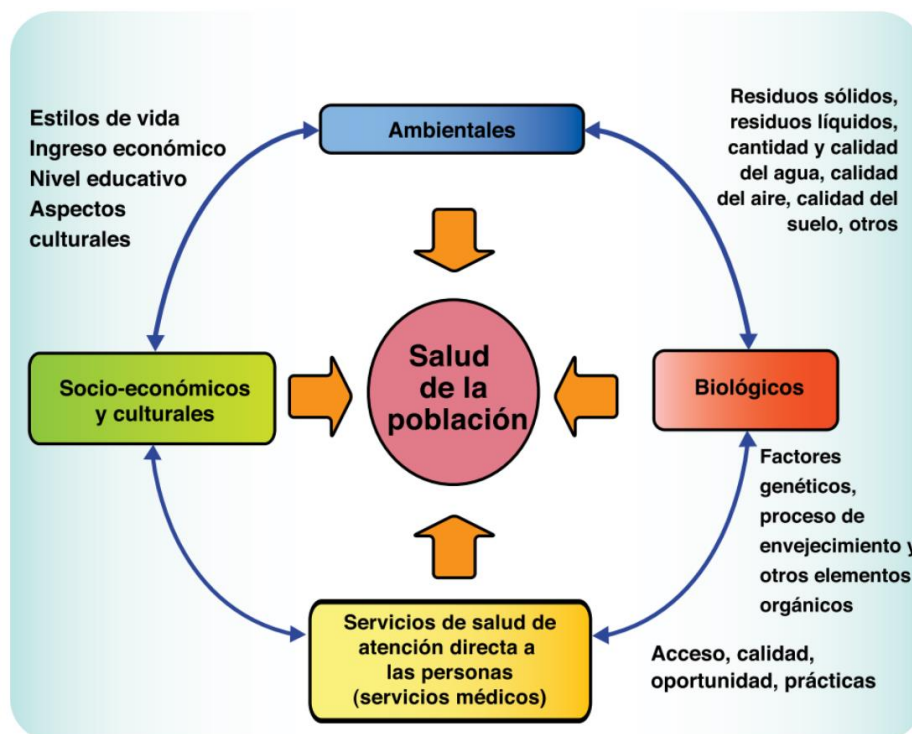 Estilos de vida
Ingreso económico
Nivel educativo
Aspectos
culturales
Ambientales
Residuos sólidos,
residuos líquidos,
cantidad y calidad
del agua, calidad
del aire, calidad del
suelo, otros
Socio-económicos
y culturales
Salud
de la
población
Biológicos
Factores
genéticos,
proceso de
envejecimiento y
otros elementos
orgánicos
Servicios de salud de
atención directa a
las personas
(servicios médicos)
Acceso, calidad,
oportunidad, prácticas